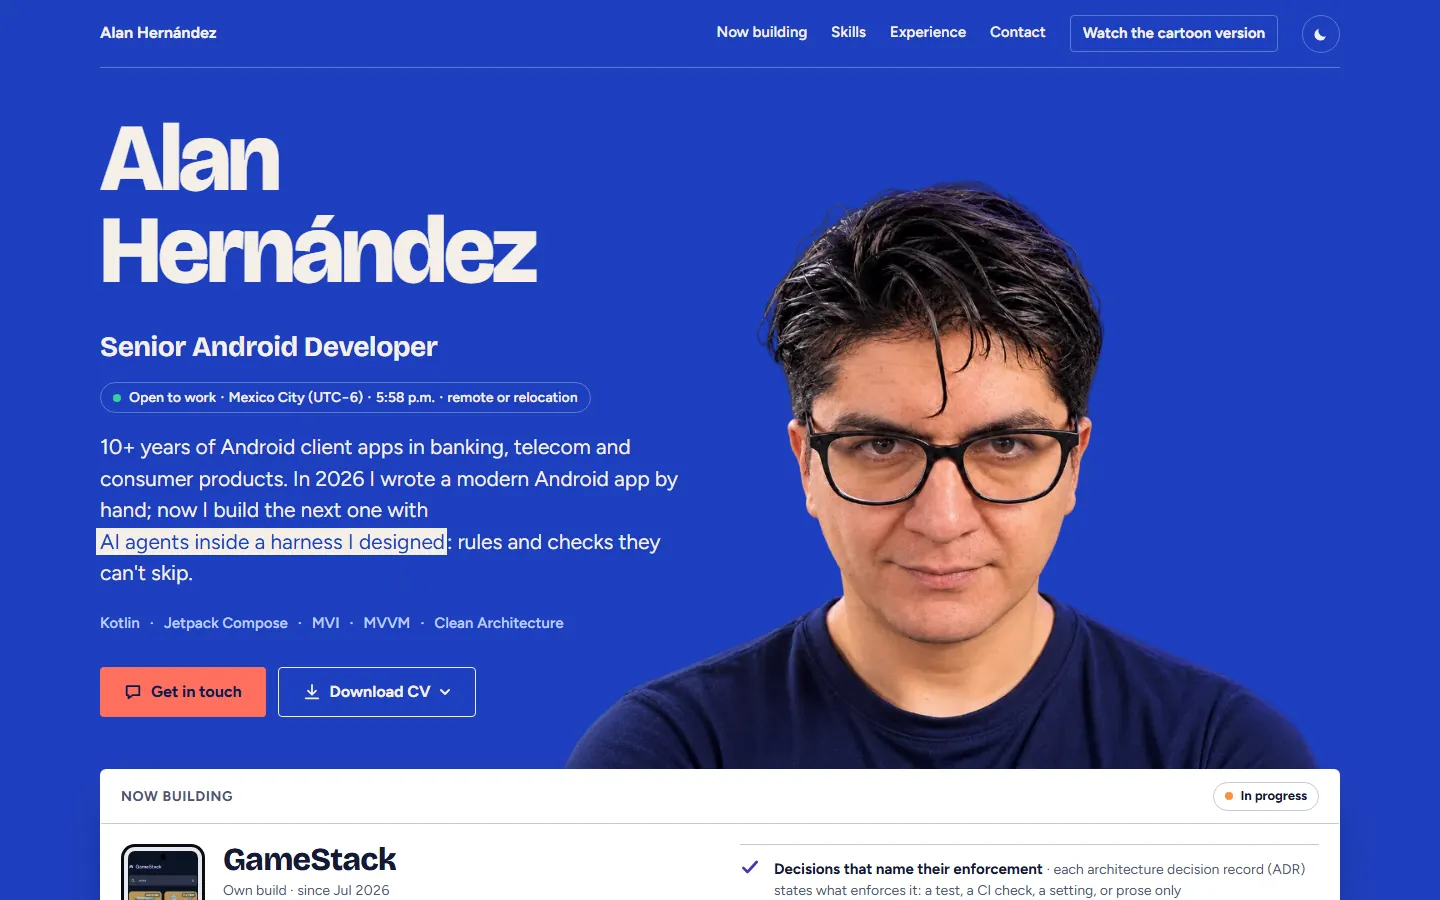 Alan Hernández
Now building
Skills
Experience
Contact
Watch the cartoon version
Alan
Hernández
Senior Android Developer
Open to work · Mexico City (UTC−6) · 5:58 p.m. · remote or relocation
10+ years of Android client apps in banking, telecom and
consumer products. In 2026 I wrote a modern Android app by
hand; now I build the next one with
AI agents inside a harness I designed: rules and checks they
can't skip.
Kotlin · Jetpack Compose · MVI · MVVM · Clean Architecture
Get in touch
Download CV
NOW BUILDING
In progress
GameStack
GameStack
Own build · since Jul 2026
Decisions that name their enforcement · each architecture decision record (ADR)
states what enforces it: a test, a CI check, a setting, or prose only